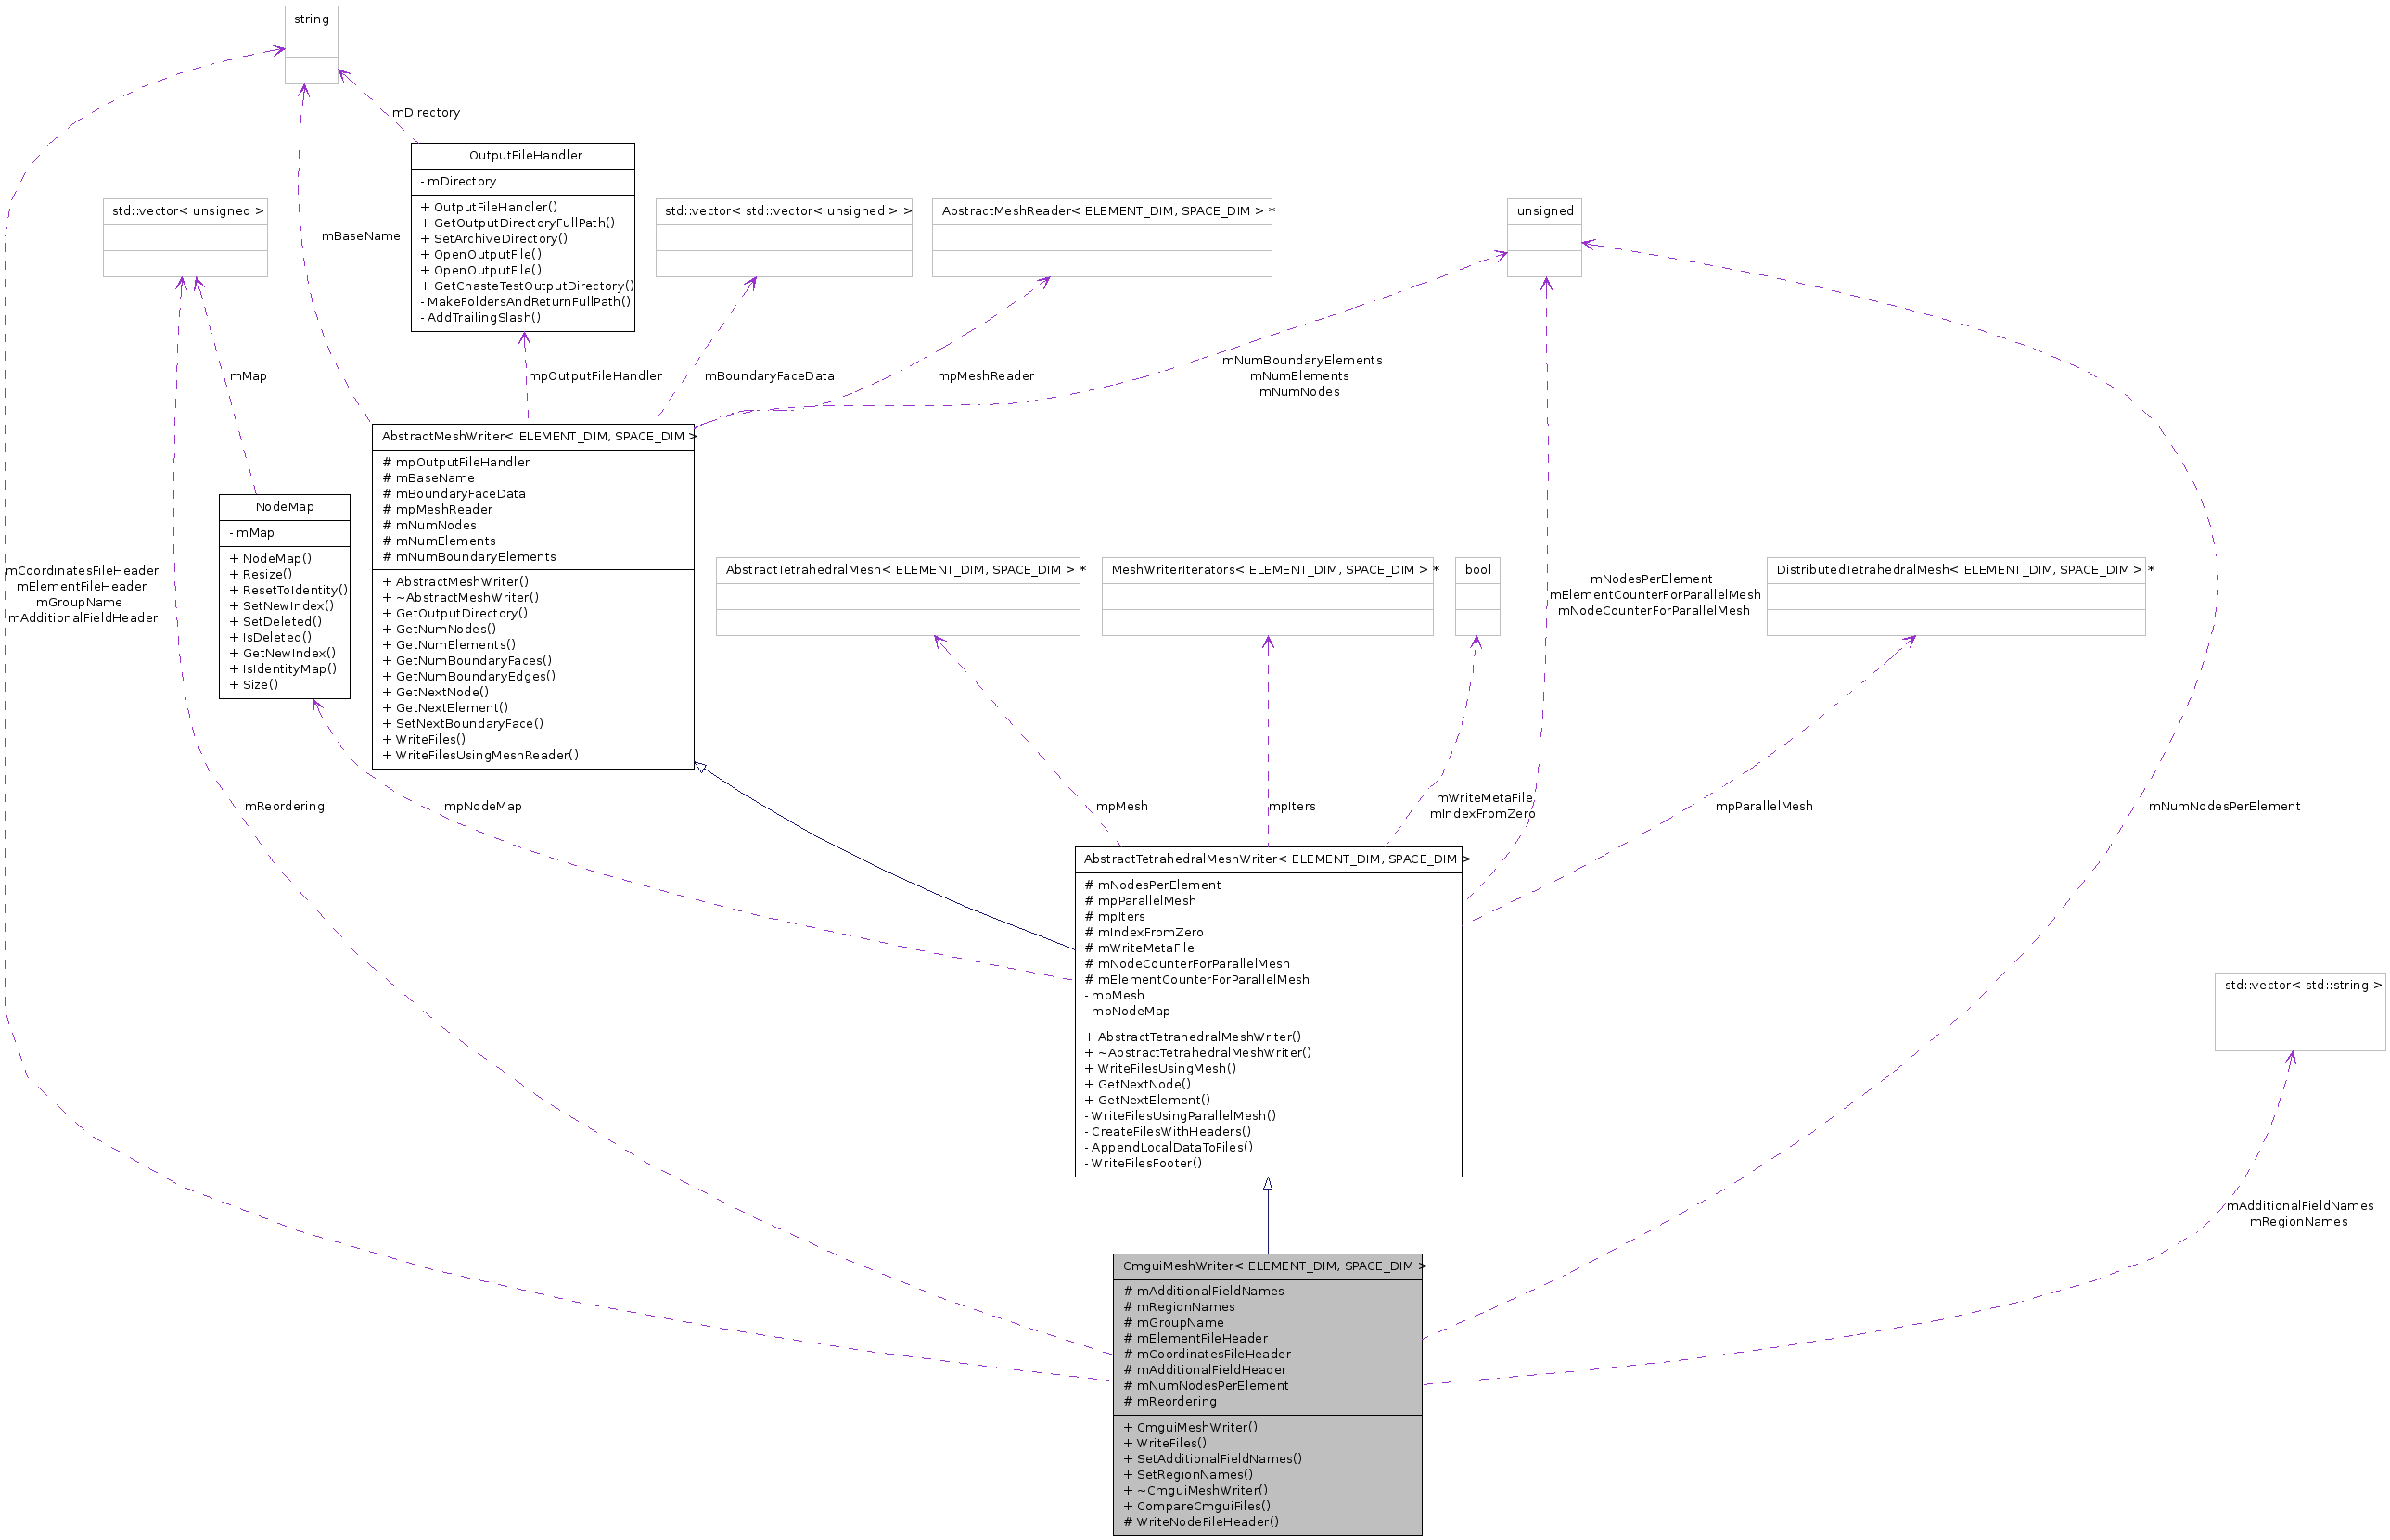 string
mDirectory
OutputFileHandler
- mDirectory
+ OutputFileHandler()
+ GetOutputDirectoryFullPath()
+ SetArchiveDirectory()
+ OpenOutputFile()
+ OpenOutputFile()
+ GetChasteTestOutputDirectory()
- MakeFoldersAndReturnFullPath()
- AddTrailingSlash()
std::vector< unsigned >
std::vector< std::vector< unsigned > >
AbstractMeshReader< ELEMENT_DIM, SPACE_DIM > *
unsigned
mBaseName
mMap
mpOutputFileHandler
mBoundaryFaceData
mpMeshReader
mNumBoundaryElements
mNumElements
mNumNodes
AbstractMeshWriter< ELEMENT_DIM, SPACE_DIM >
# mpOutputFileHandler
# mBaseName
# mBoundaryFaceData
# mpMeshReader
# mNumNodes
# mNumElements
# mNumBoundaryElements
+ AbstractMeshWriter()
+ ~AbstractMeshWriter()
+ GetOutputDirectory()
+ GetNumNodes()
+ GetNumElements()
+ GetNumBoundaryFaces()
+ GetNumBoundaryEdges()
+ GetNextNode()
+ GetNextElement()
+ SetNextBoundaryFace()
+ WriteFiles()
+ WriteFilesUsingMeshReader()
NodeMap
- mMap
+ NodeMap()
+ Resize()
+ ResetToIdentity()
+ SetNewIndex()
+ SetDeleted()
+ IsDeleted()
+ GetNewIndex()
+ IsIdentityMap()
+ Size()
mCoordinatesFileHeader
mElementFileHeader
mGroupName
mAdditionalFieldHeader
AbstractTetrahedralMesh< ELEMENT_DIM, SPACE_DIM > *
MeshWriterIterators< ELEMENT_DIM, SPACE_DIM > *
bool
mNodesPerElement
mElementCounterForParallelMesh
mNodeCounterForParallelMesh
DistributedTetrahedralMesh< ELEMENT_DIM, SPACE_DIM > *
mReordering
mpNodeMap
mpMesh
mpIters
mWriteMetaFile
mIndexFromZero
mpParallelMesh
mNumNodesPerElement
AbstractTetrahedralMeshWriter< ELEMENT_DIM, SPACE_DIM >
# mNodesPerElement
# mpParallelMesh
# mpIters
# mIndexFromZero
# mWriteMetaFile
# mNodeCounterForParallelMesh
# mElementCounterForParallelMesh
- mpMesh
- mpNodeMap
+ AbstractTetrahedralMeshWriter()
+ ~AbstractTetrahedralMeshWriter()
+ WriteFilesUsingMesh()
+ GetNextNode()
+ GetNextElement()
- WriteFilesUsingParallelMesh()
- CreateFilesWithHeaders()
- AppendLocalDataToFiles()
- WriteFilesFooter()
std::vector< std::string >
mAdditionalFieldNames
mRegionNames
CmguiMeshWriter< ELEMENT_DIM, SPACE_DIM >
# mAdditionalFieldNames
# mRegionNames
# mGroupName
# mElementFileHeader
# mCoordinatesFileHeader
# mAdditionalFieldHeader
# mNumNodesPerElement
# mReordering
+ CmguiMeshWriter()
+ WriteFiles()
+ SetAdditionalFieldNames()
+ SetRegionNames()
+ ~CmguiMeshWriter()
+ CompareCmguiFiles()
# WriteNodeFileHeader()